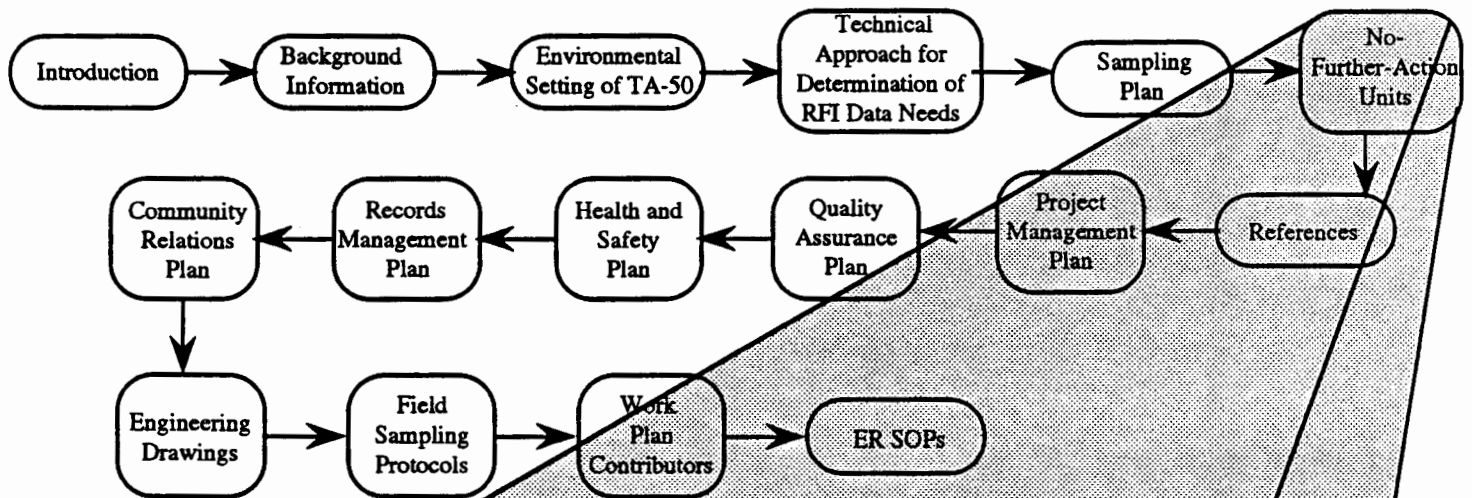 Introduction
Background
Information
Environmental
Setting of TA-50
Technical
Approach for
Determination of
RFI Data Needs
Sampling
Plan
No-
Further-Action
Units
References
Project
Management
Plan
Quality
Assurance
Plan
Health and
Safety
Plan
Records
Management
Plan
Community
Relations
Plan
Engineering
Drawings
Field
Sampling
Protocols
Work
Plan
Contributors
ER SOPs